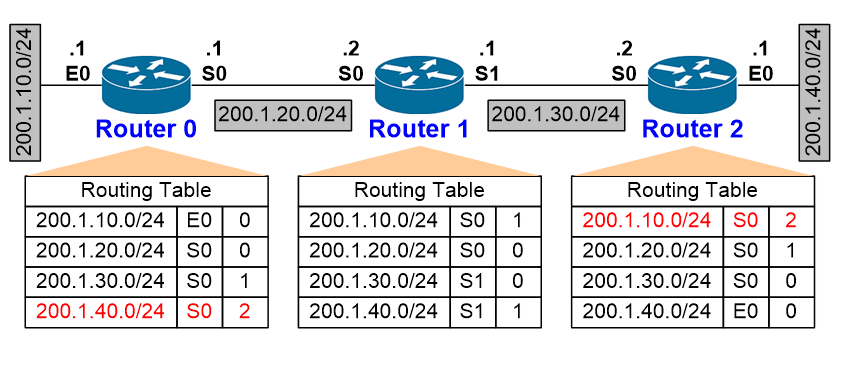 200.1.10.0/24
.1 .1 .2 .1 .2 .1
E0 S0 S0 S1 S0 E0
200.1.40.0/24
200.1.20.0/24 200.1.30.0/24
Router 0 Router 1 Router 2
Routing Table
200.1.10.0/24 E0 0
200.1.20.0/24 S0 0
200.1.30.0/24 S0 1
200.1.40.0/24 S0 2
Routing Table
200.1.10.0/24 S0 1
200.1.20.0/24 S0 0
200.1.30.0/24 S1 0
200.1.40.0/24 S1 1
Routing Table
200.1.10.0/24 S0 2
200.1.20.0/24 S0 1
200.1.30.0/24 S0 0
200.1.40.0/24 E0 0